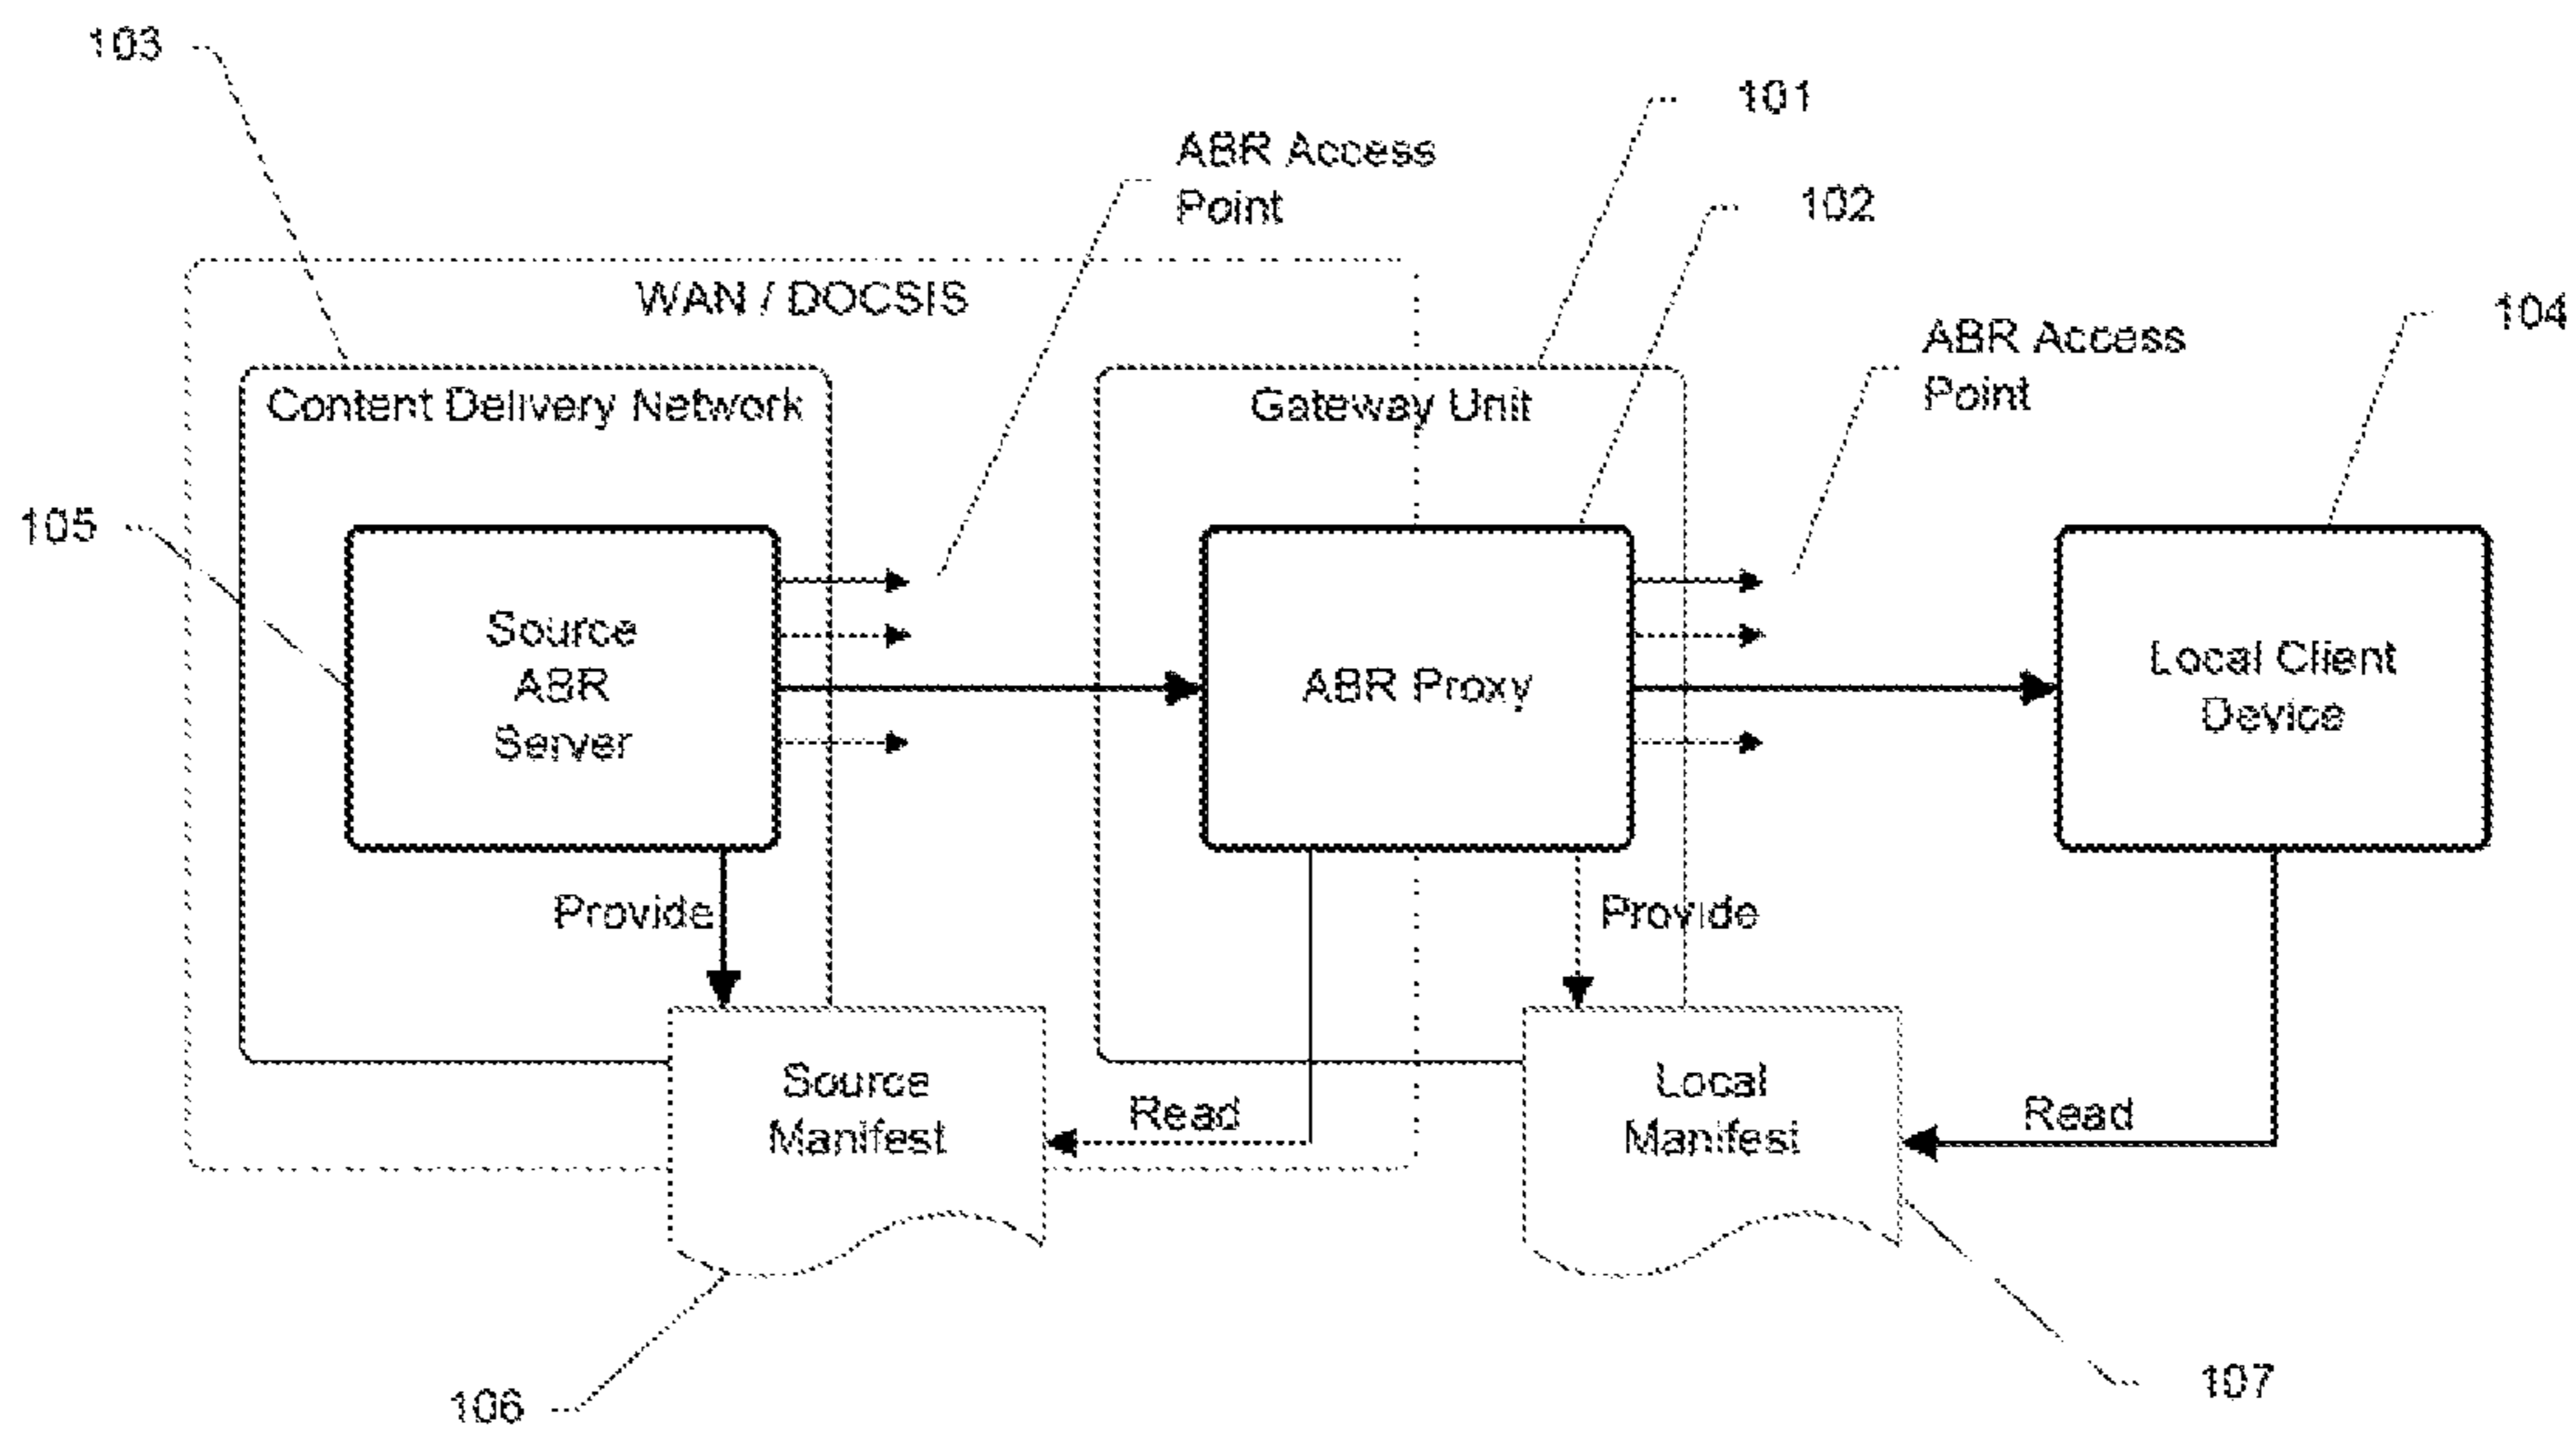 103
101
ABR Access
Point
102
WAN / DOCSIS
104
ABR Access
Point
Content Delivery Network
Gateway Unit
105
Source
ABR
Server
ABR Proxy
Local Client
Device
Provide
Provide
Source
Manifest
Read
Local
Manifest
Read
106
107